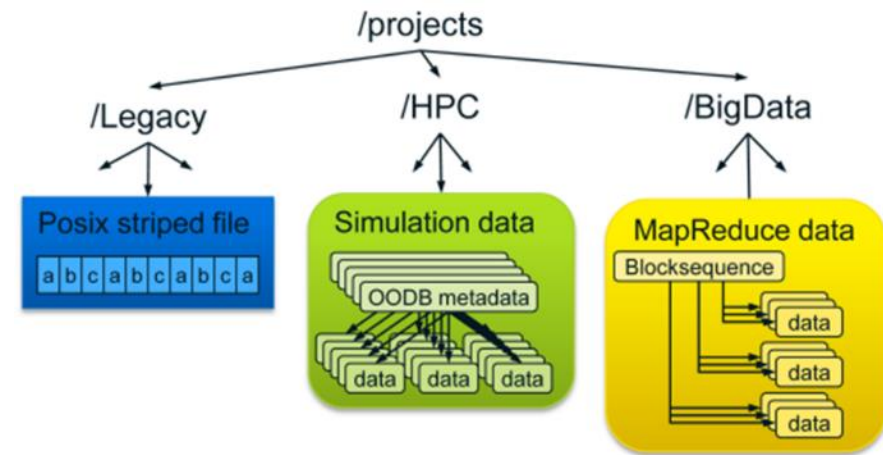 /projects
/Legacy
/HPC
/BigData
Posix striped file
a b c a b c a b c a
Simulation data
OODB metadata
data data data
MapReduce data
Blocksequence
data
data
data